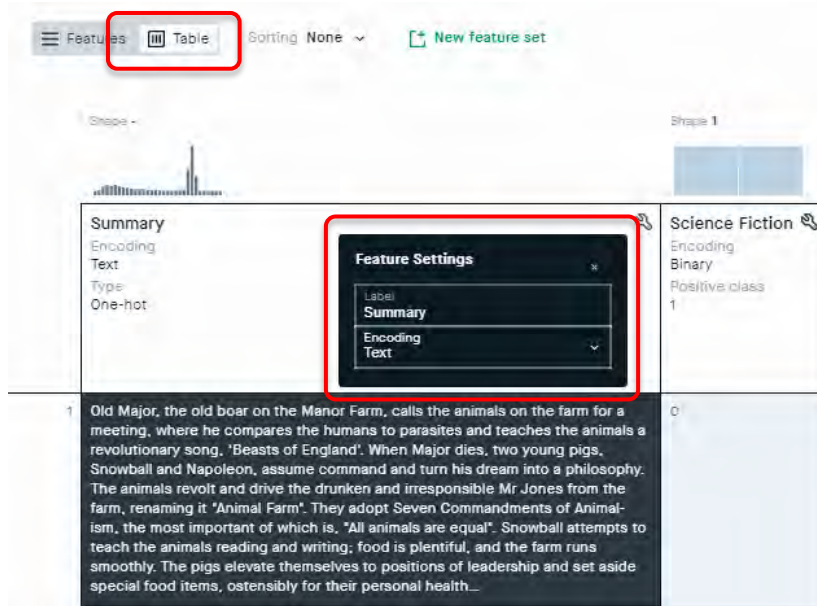 Features Table Sorting None New feature set
Shape - Shape 1
Summary
Encoding
Text
Type
One-hot
Feature Settings
×
Label
Summary
Encoding
Text
Science Fiction
Encoding
Binary
Positive class
1
1 Old Major, the old boar on the Manor Farm, calls the animals on the farm for a
meeting, where he compares the humans to parasites and teaches the animals a
revolutionary song, 'Beasts of England'. When Major dies, two young pigs,
Snowball and Napoleon, assume command and turn his dream into a philosophy.
The animals revolt and drive the drunken and irresponsible Mr Jones from the
farm, renaming it "Animal Farm". They adopt Seven Commandments of Animal-
ism, the most important of which is, "All animals are equal". Snowball attempts to
teach the animals reading and writing; food is plentiful, and the farm runs
smoothly. The pigs elevate themselves to positions of leadership and set aside
special food items, ostensibly for their personal health...
0